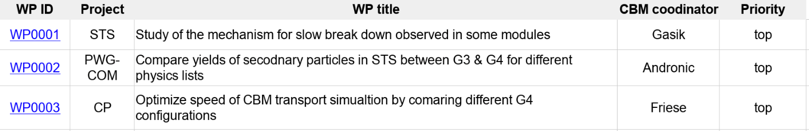 WP ID Project WP title CBM coodinator Priority
WP0001 STS Study of the mechanism for slow break down observed in some modules Gasik top
WP0002 PWG-
COM Compare yields of secodnary particles in STS between G3 & G4 for different
physics lists Andronic top
WP0003 CP Optimize speed of CBM transport simualtion by comaring different G4
configurations Friese top